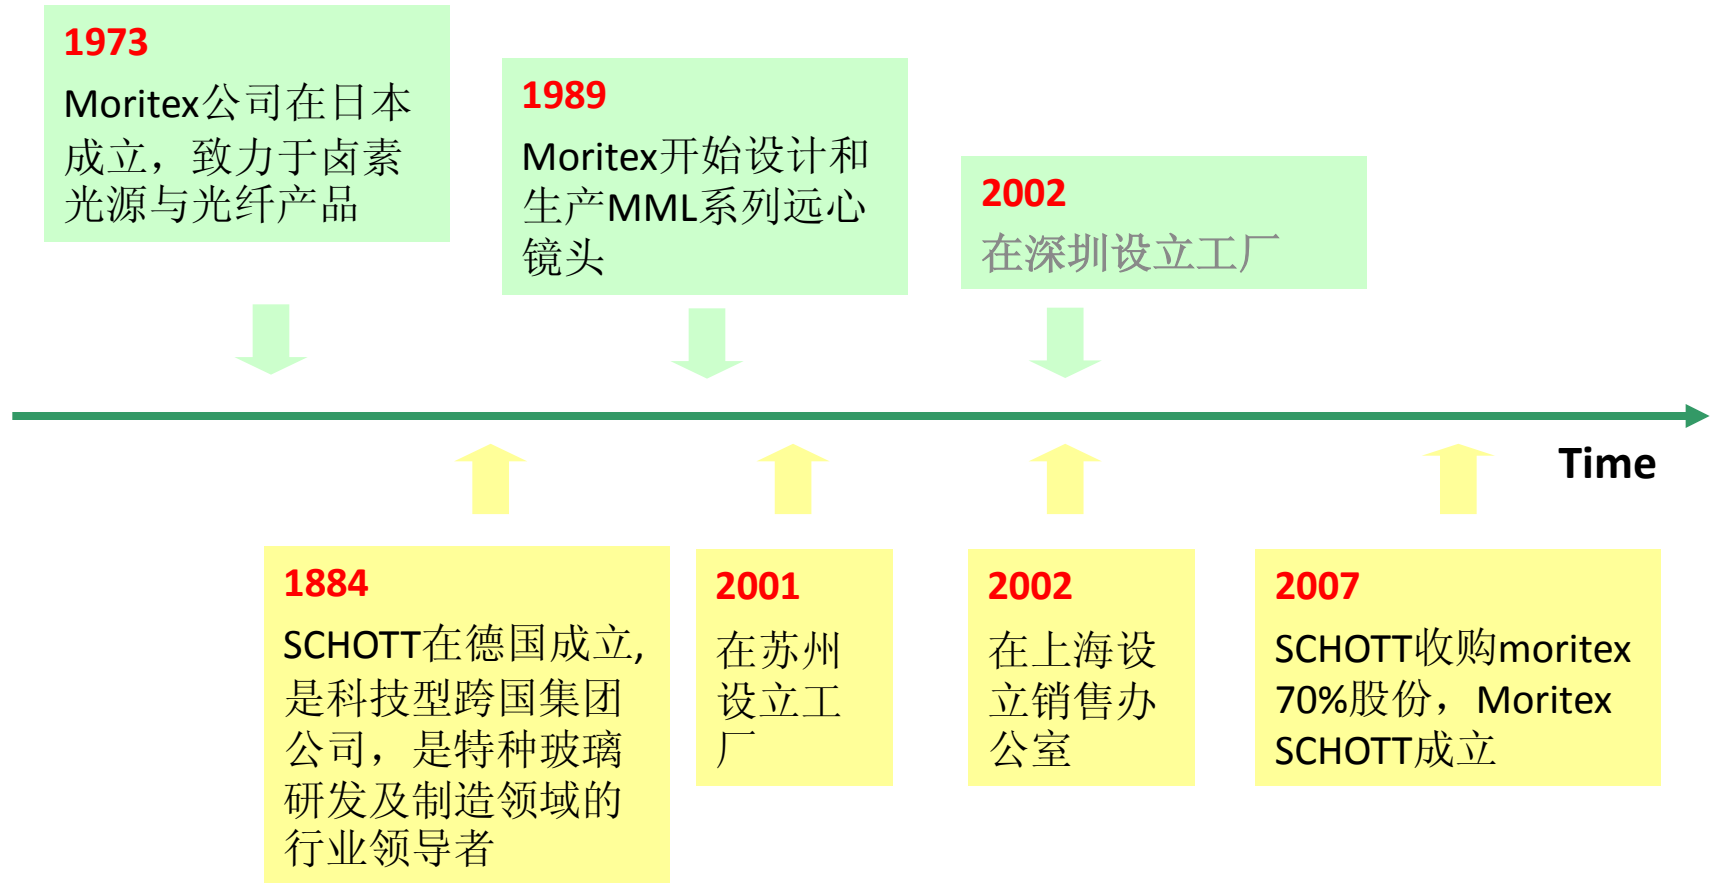 1973
Moritex公司在日本
成立，致力于卤素
光源与光纤产品
1989
Moritex开始设计和
生产MML系列远心
镜头
2002
在深圳设立工厂
Time
1884
SCHOTT在德国成立,
是科技型跨国集团
公司，是特种玻璃
研发及制造领域的
行业领导者
2001
在苏州
设立工
厂
2002
在上海设
立销售办
公室
2007
SCHOTT收购moritex
70%股份，Moritex
SCHOTT成立